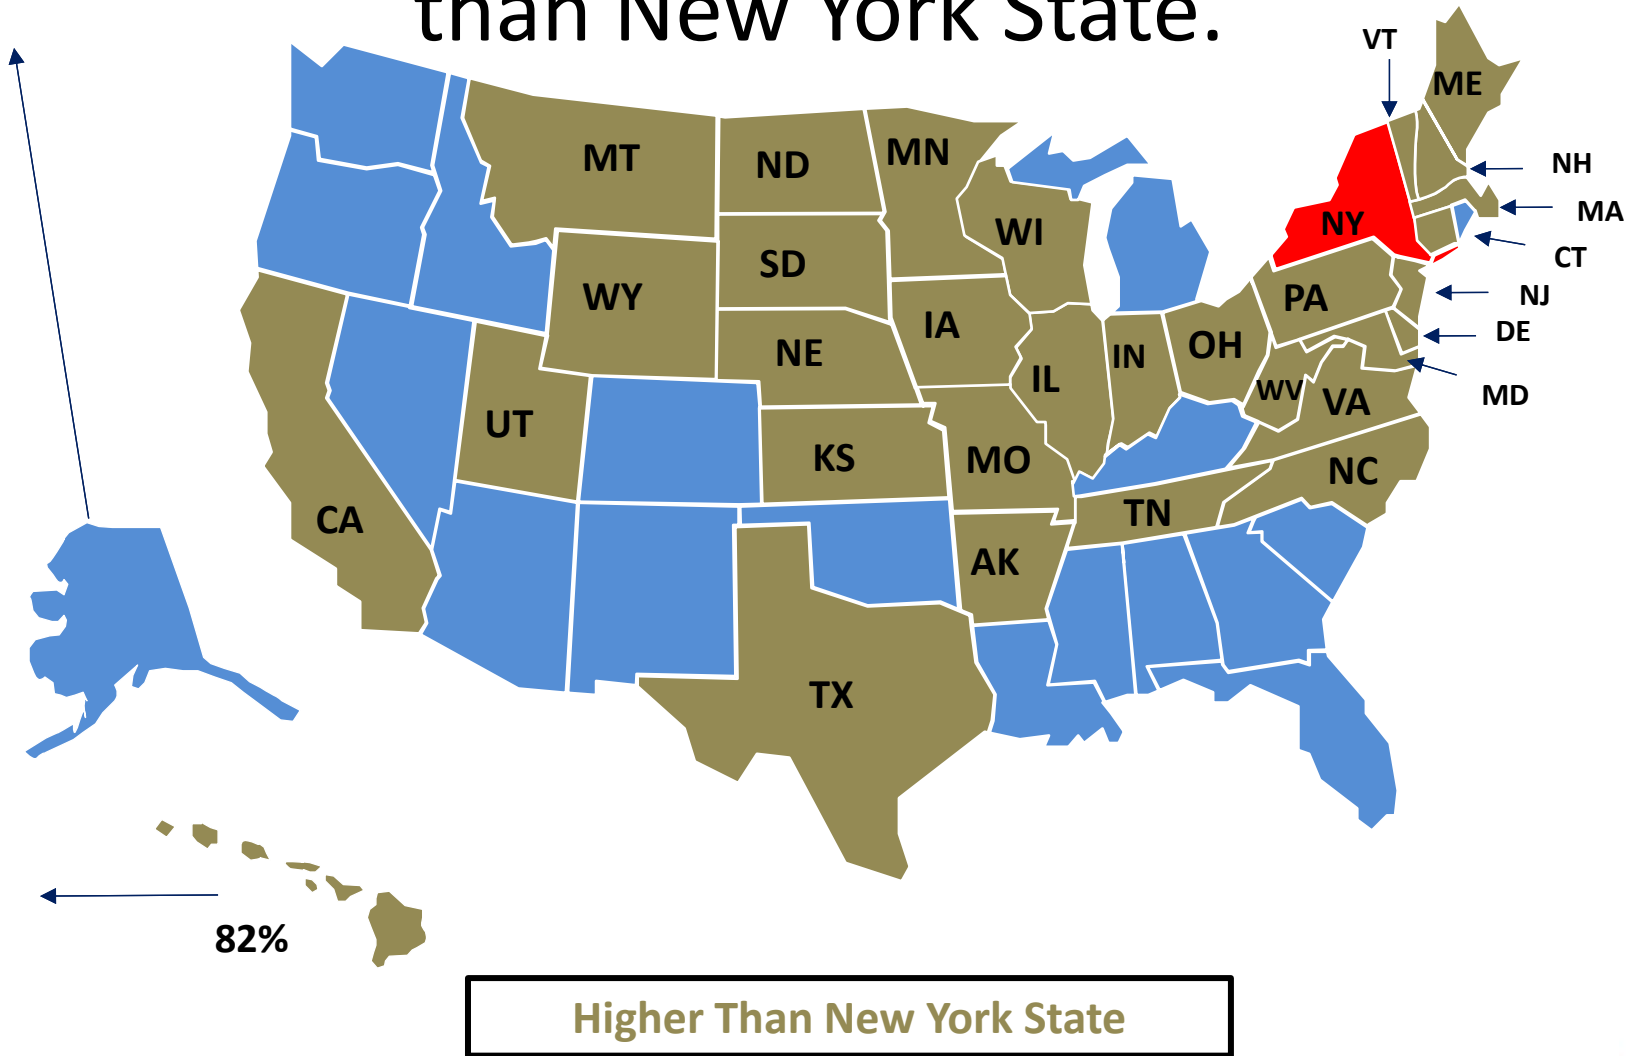 than New York State.
VT
ME
MT
ND
MN
NH
MA
WI
NY
SD
CT
WY
PA
NJ
IA
DE
NE
OH
IN
IL
WV
MD
VA
UT
KS
MO
NC
CA
TN
AK
TX
82%
Higher Than New York State